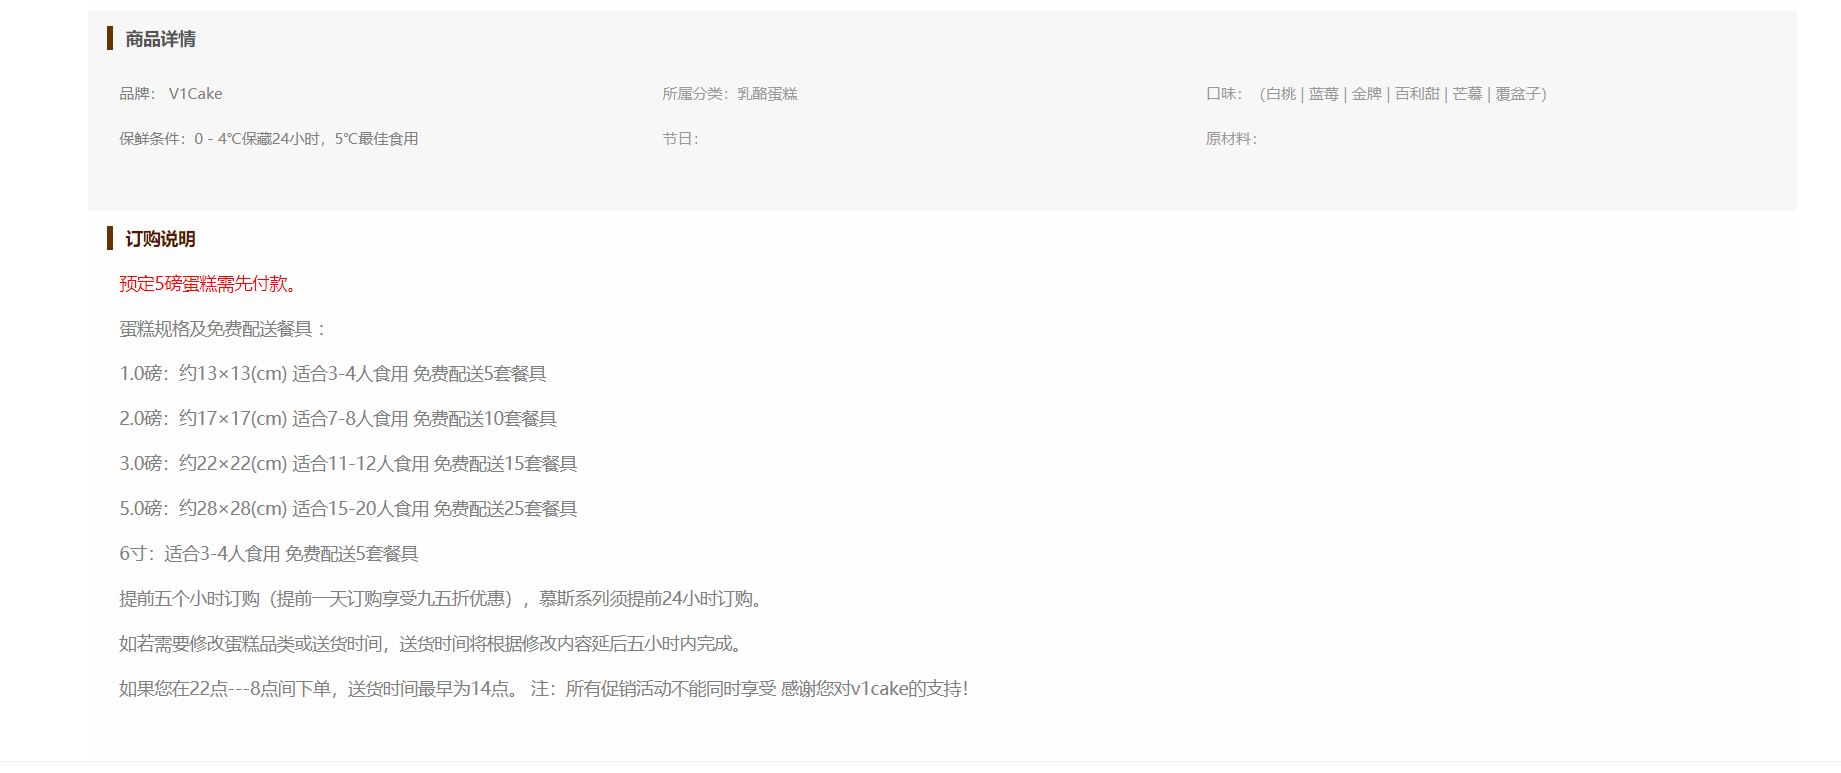 商品详情
品牌： V1Cake 所属分类：乳酪蛋糕 口味：（白桃 | 蓝莓 | 金牌 | 百利甜 | 芒慕 | 覆盆子）
保鲜条件：0 - 4℃保藏24小时，5℃最佳食用 节日： 原材料：
订购说明
预定5磅蛋糕需先付款。
蛋糕规格及免费配送餐具 ：
1.0磅：约13×13(cm) 适合3-4人食用 免费配送5套餐具
2.0磅：约17×17(cm) 适合7-8人食用 免费配送10套餐具
3.0磅：约22×22(cm) 适合11-12人食用 免费配送15套餐具
5.0磅：约28×28(cm) 适合15-20人食用 免费配送25套餐具
6寸：适合3-4人食用 免费配送5套餐具
提前五个小时订购（提前一天订购享受九五折优惠），慕斯系列须提前24小时订购。
如若需要修改蛋糕品类或送货时间，送货时间将根据修改内容延后五小时内完成。
如果您在22点---8点间下单，送货时间最早为14点。 注：所有促销活动不能同时享受 感谢您对v1cake的支持！